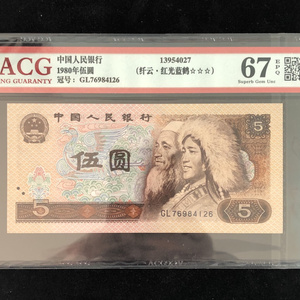 ACG
NG GUARANTY
中国人民银行
1980年伍圆
冠号：GL76984126
13954027
(纤云·红光蓝鹤☆☆☆)
67 EPQ
Superb Gem Unc
中国人民银行
伍圆
5
GL76984126
5
5